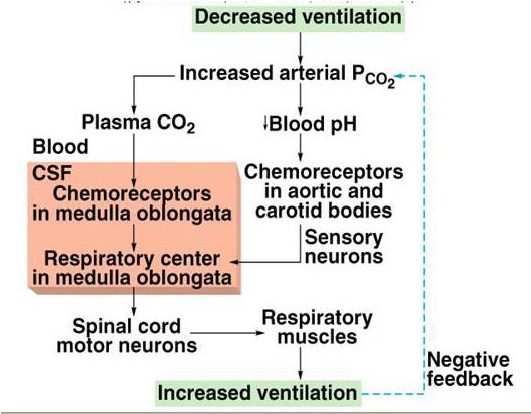 Decreased ventilation
Increased arterial PCO2
Plasma CO2
↓Blood pH
Blood
CSF
Chemoreceptors
in medulla oblongata
Chemoreceptors
in aortic and
carotid bodies
Sensory
neurons
Respiratory center
in medulla oblongata
Spinal cord
motor neurons
Respiratory
muscles
Negative
feedback
Increased ventilation